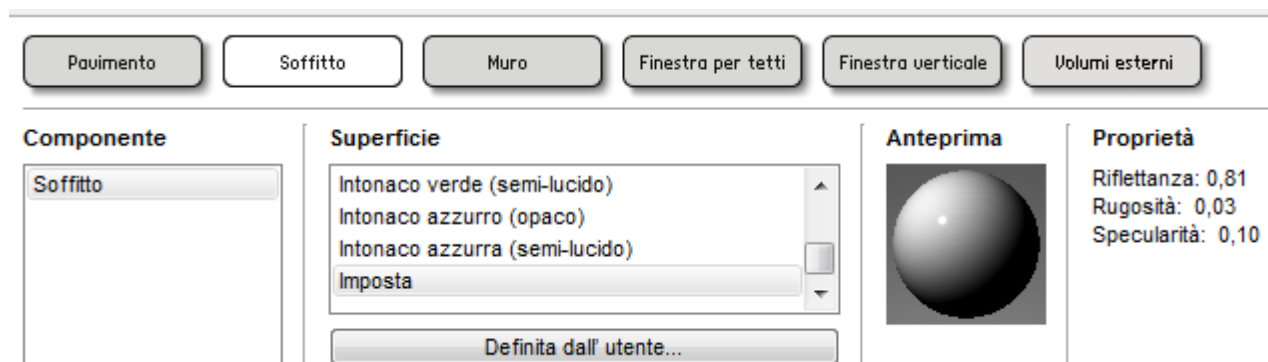 Pavimento
Soffitto
Muro
Finestra per tetti
Finestra verticale
Volumi esterni
Componente
Soffitto
Superficie
Intonaco verde (semi-lucido)
Intonaco azzurro (opaco)
Intonaco azzurra (semi-lucido)
Imposta
Definita dall' utente...
Anteprima
Proprietà
Riflettanza: 0,81
Rugosità: 0,03
Specularità: 0,10